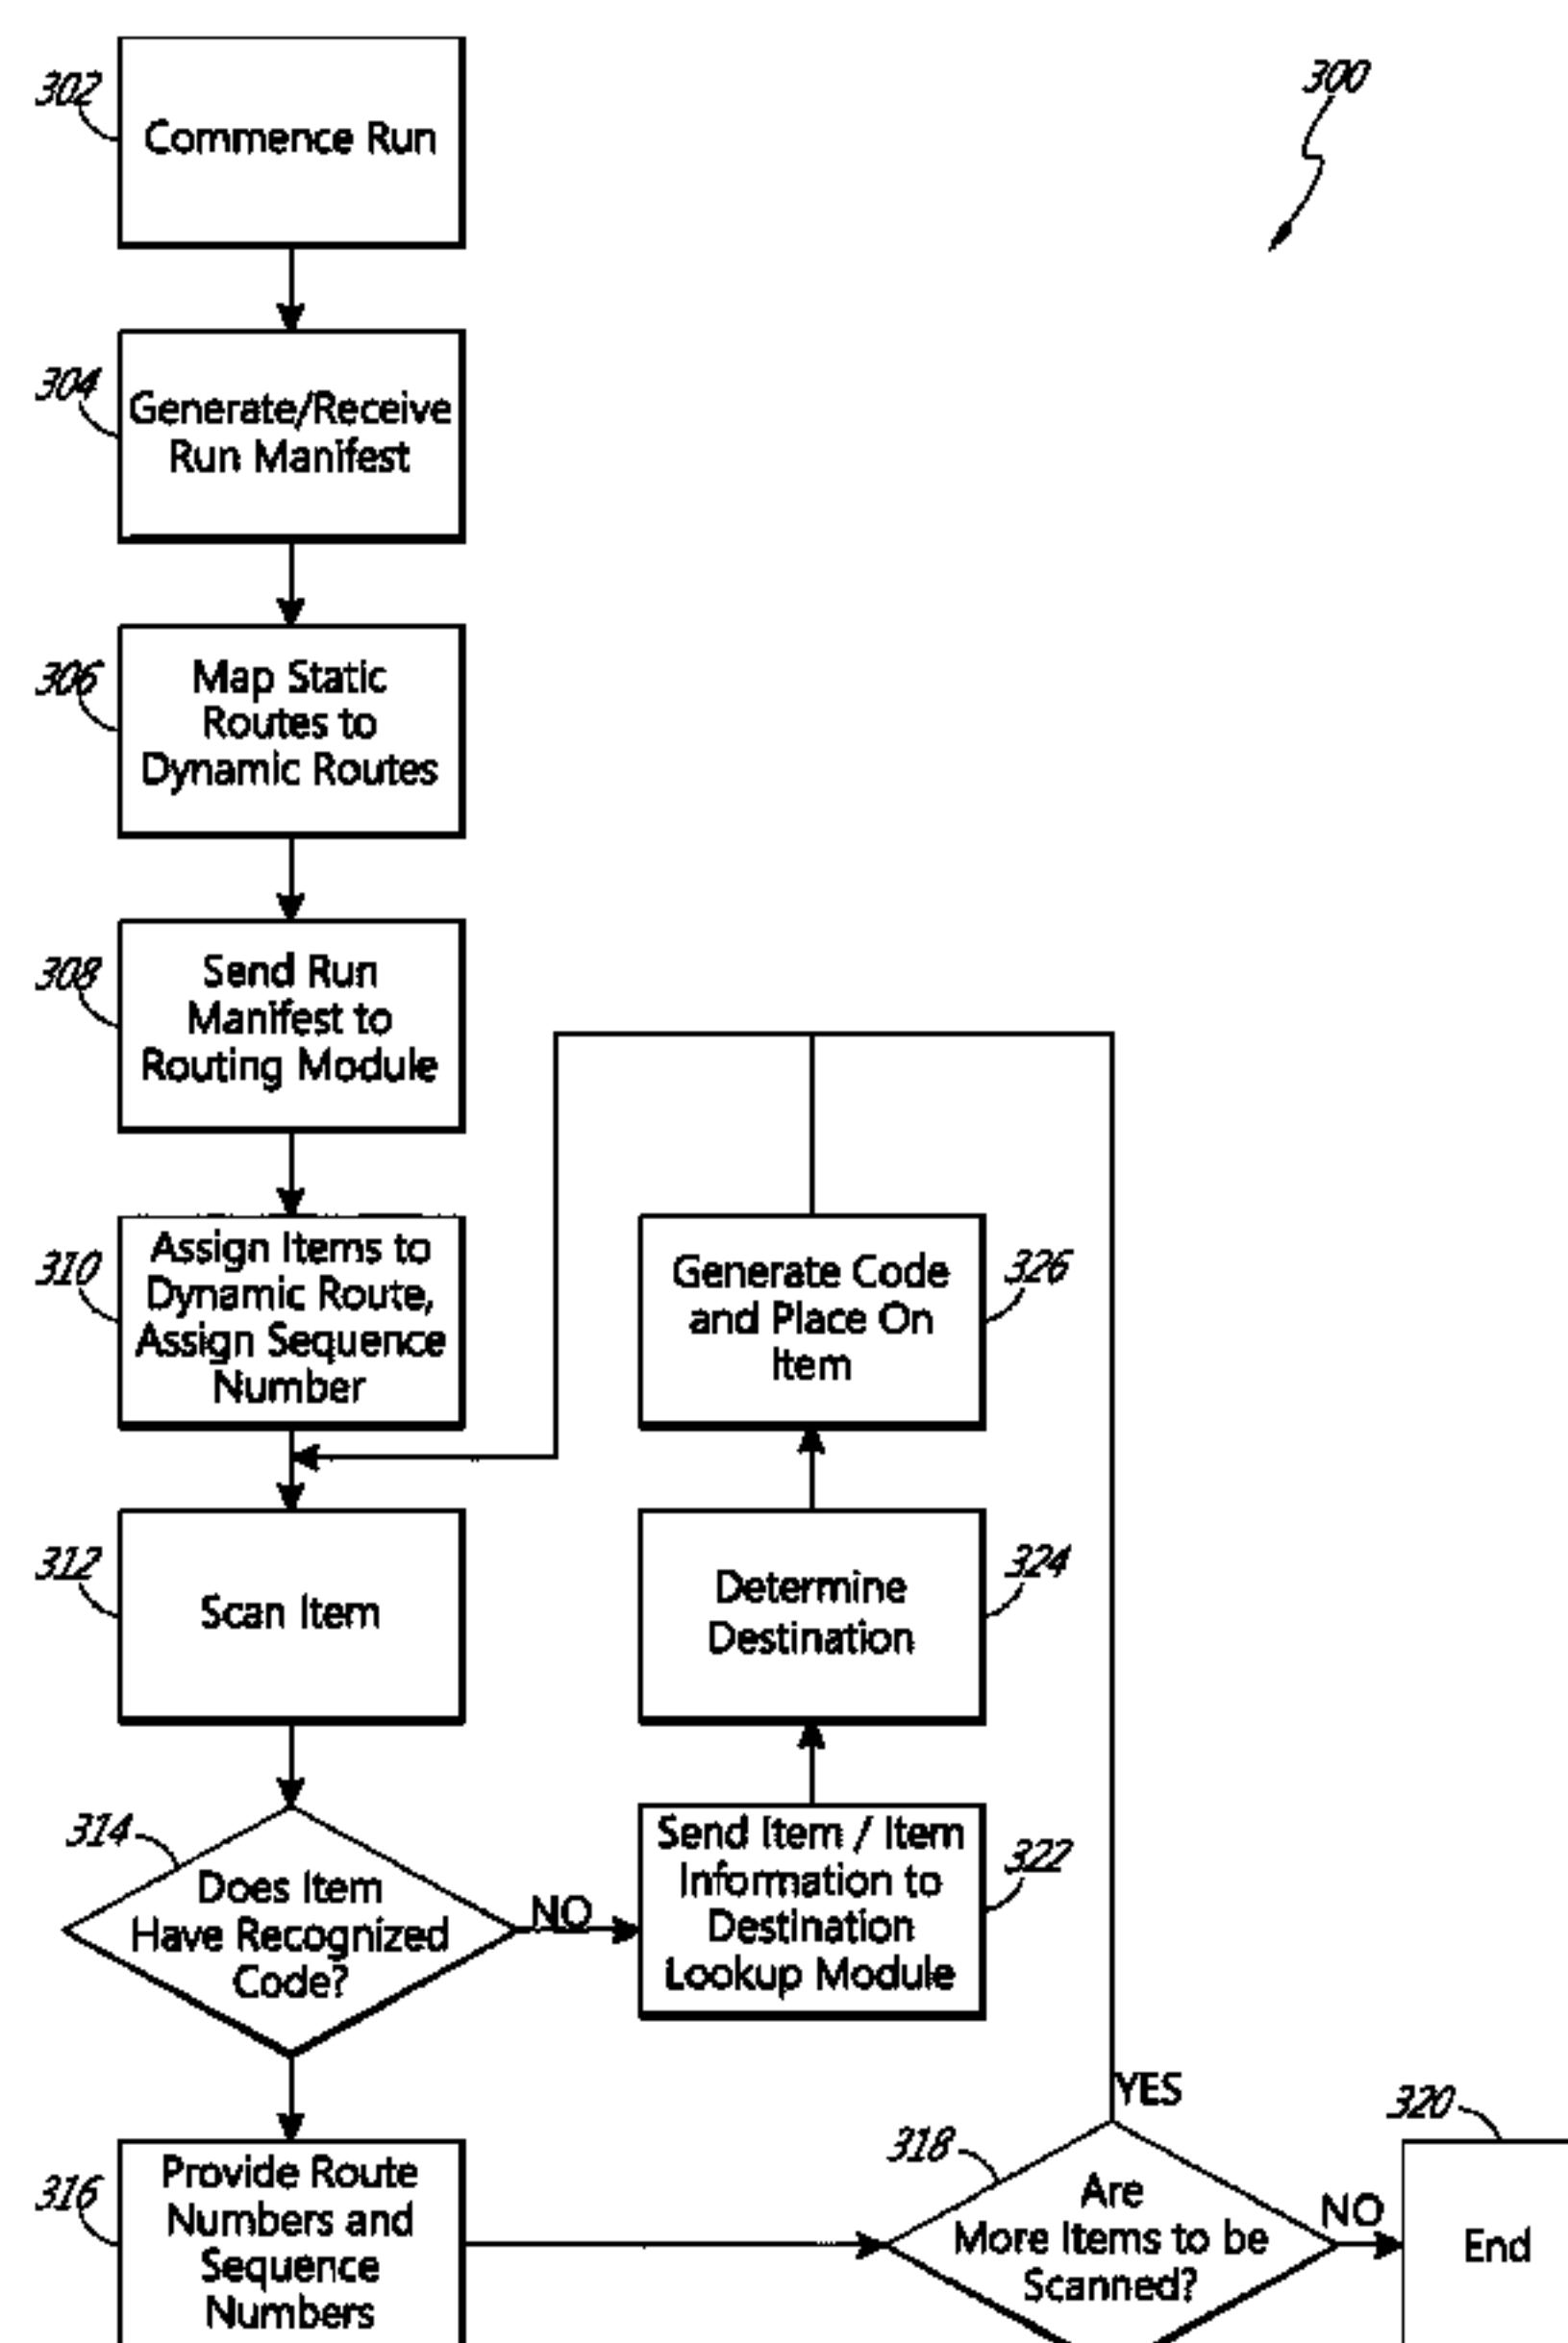 302
Commence Run
300
304
Generate/Receive
Run Manifest
306
Map Static
Routes to
Dynamic Routes
308
Send Run
Manifest to
Routing Module
310
Assign Items to
Dynamic Route,
Assign Sequence
Number
Generate Code
and Place On
Item
326
312
Scan Item
Determine
Destination
324
314
Does Item
Have Recognized
Code?
NO
Send Item / Item
Information to
Destination
Lookup Module
322
316
Provide Route
Numbers and
Sequence
Numbers
YES
318
Are
More Items to be
Scanned?
NO
320
End